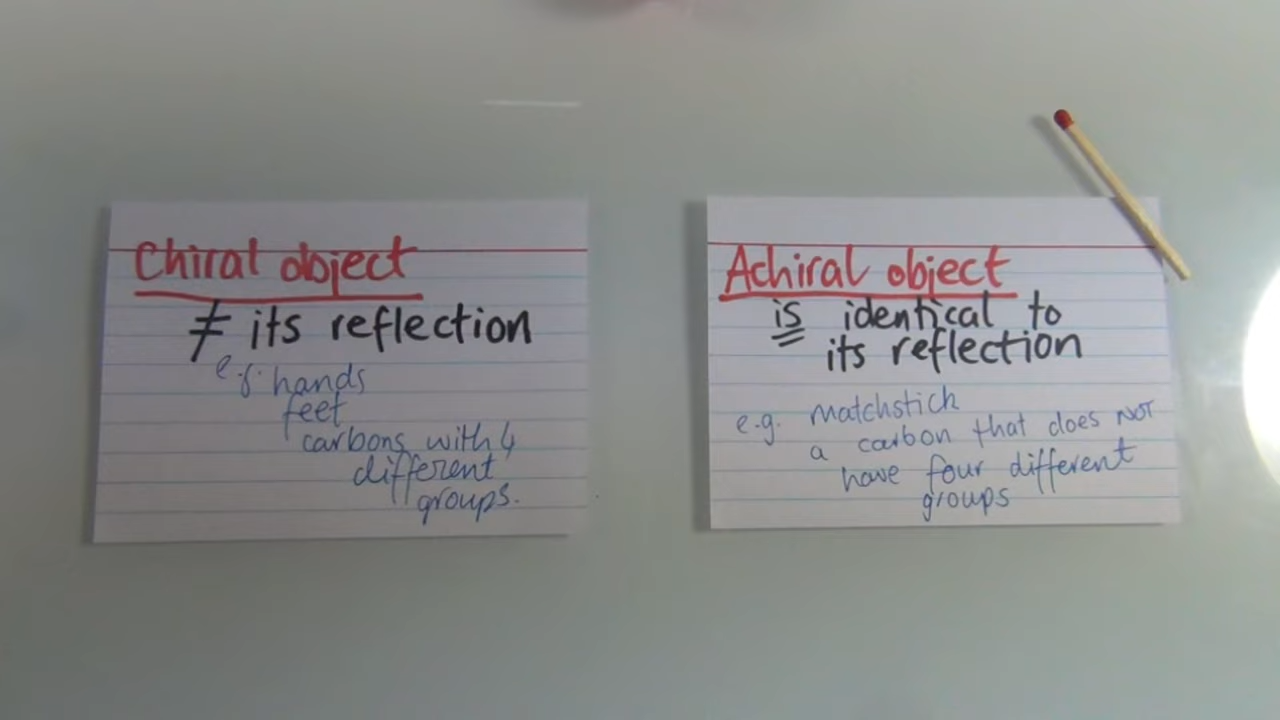 Chiral object
≠ its reflection
e.g. hands
feet
carbons with 4
different
groups.
Achiral object
is identical to
its reflection
e.g. matchstick
a carbon that does NOT
have four different
groups